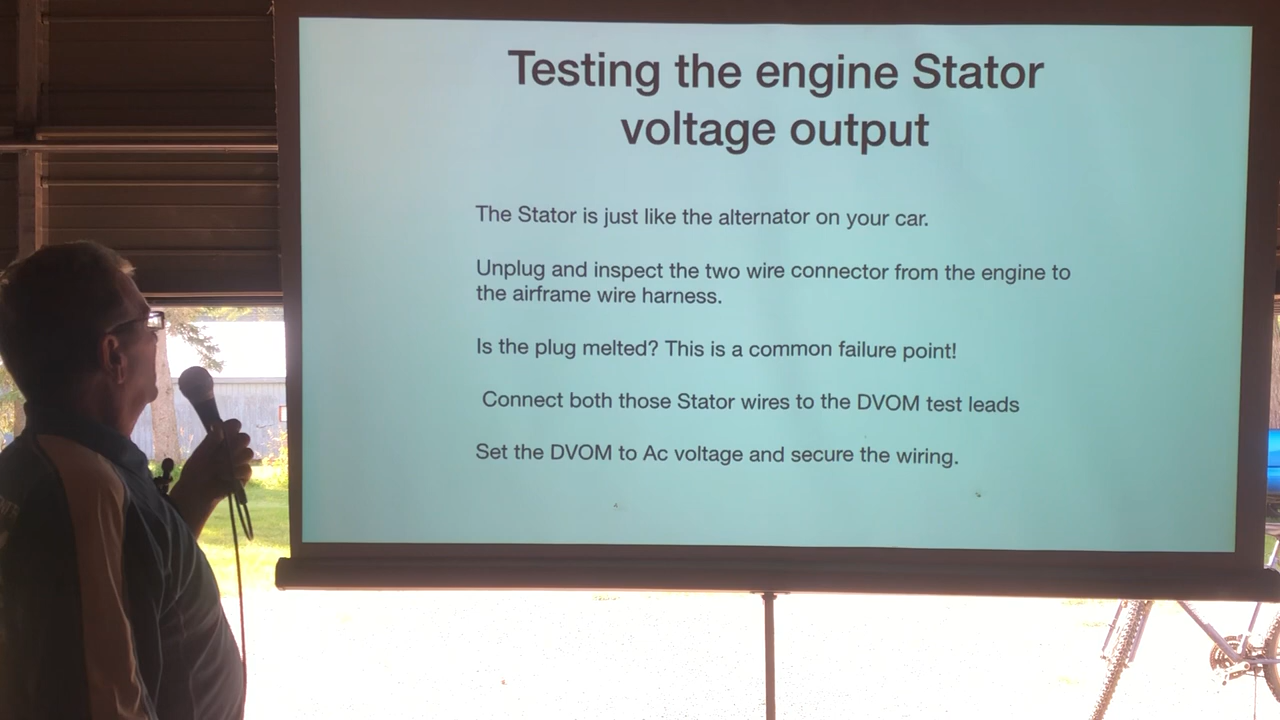 Testing the engine Stator
voltage output
The Stator is just like the alternator on your car.
Unplug and inspect the two wire connector from the engine to
the airframe wire harness.
Is the plug melted? This is a common failure point!
Connect both those Stator wires to the DVOM test leads
Set the DVOM to Ac voltage and secure the wiring.